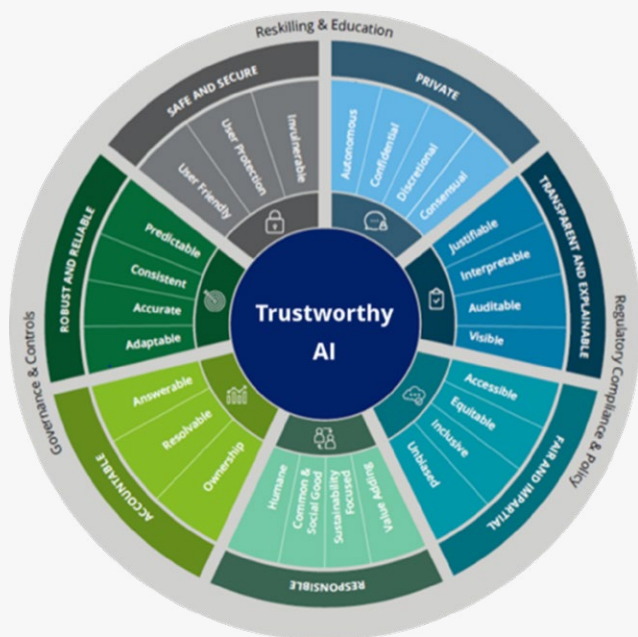 Reskilling & Education
Regulatory Compliance & Policy
Governance & Controls
Trustworthy
AI
SAFE AND SECURE
User Friendly
User Protection
Invulnerable
PRIVATE
Autonomous
Confidential
Discretional
Consensual
TRANSPARENT AND EXPLAINABLE
Justifiable
Interpretable
Auditable
Visible
FAIR AND IMPARTIAL
Accessible
Equitable
Inclusive
Unbiased
RESPONSIBLE
Value Adding
Sustainability
Focused
Common &
Social Good
Humane
ACCOUNTABLE
Ownership
Resolvable
Answerable
ROBUST AND RELIABLE
Adaptable
Accurate
Consistent
Predictable